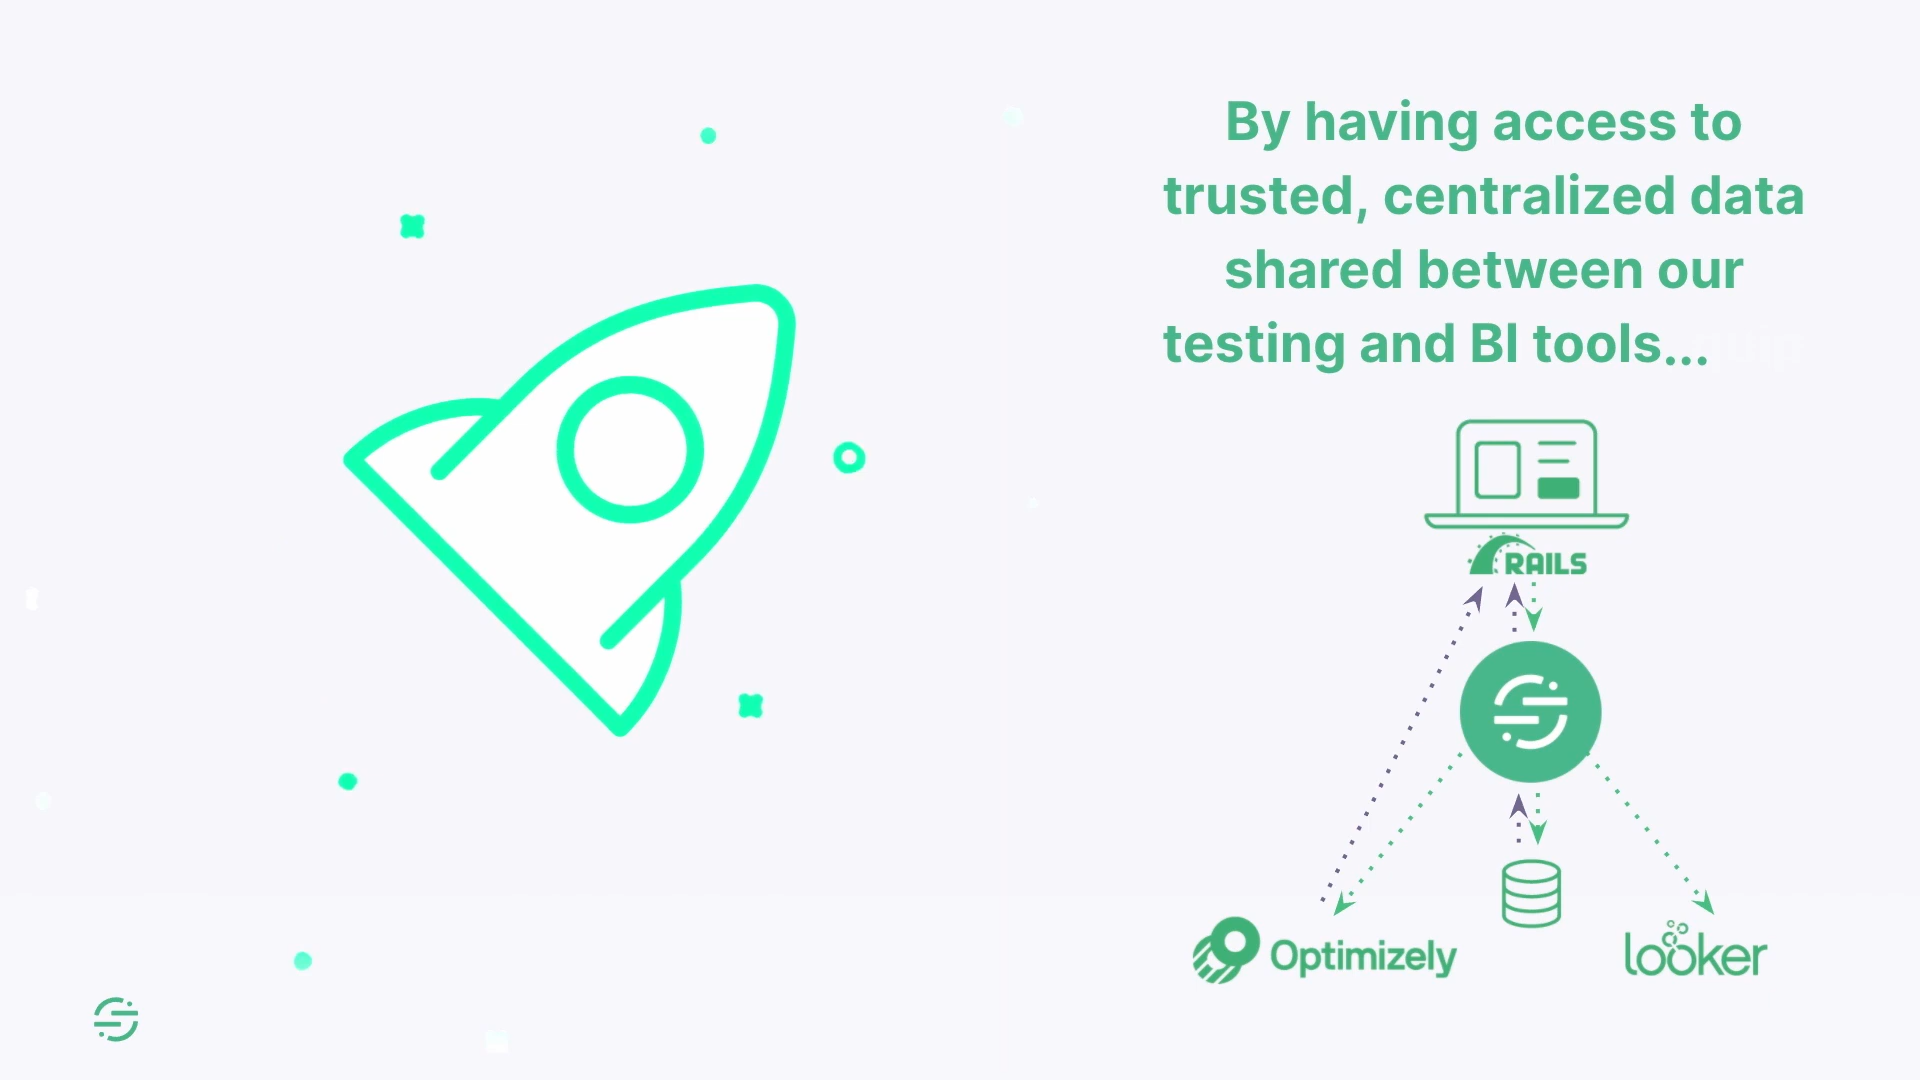 By having access to
trusted, centralized data
shared between our
testing and BI tools...
RAILS
Optimizely
looker